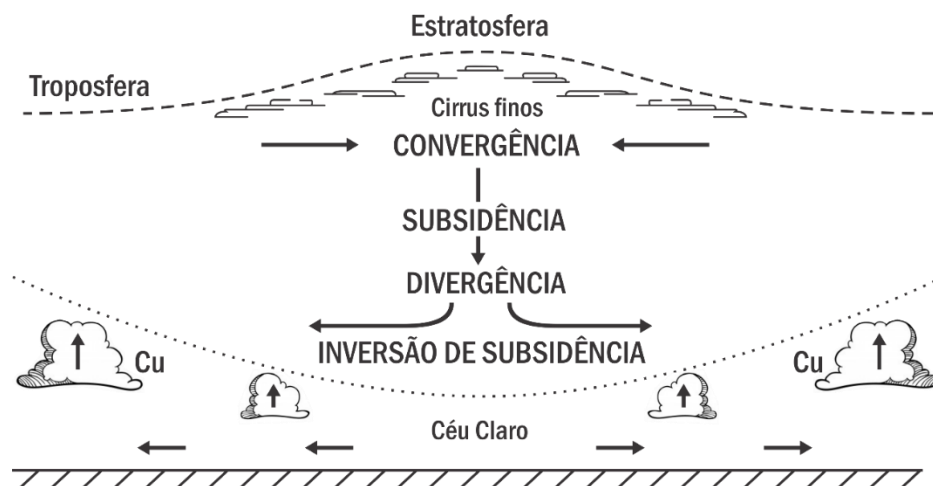 Estratosfera
Troposfera
Cirrus finos
CONVERGÊNCIA
SUBSIDÊNCIA
DIVERGÊNCIA
INVERSÃO DE SUBSIDÊNCIA
Cu
Cu
Céu Claro